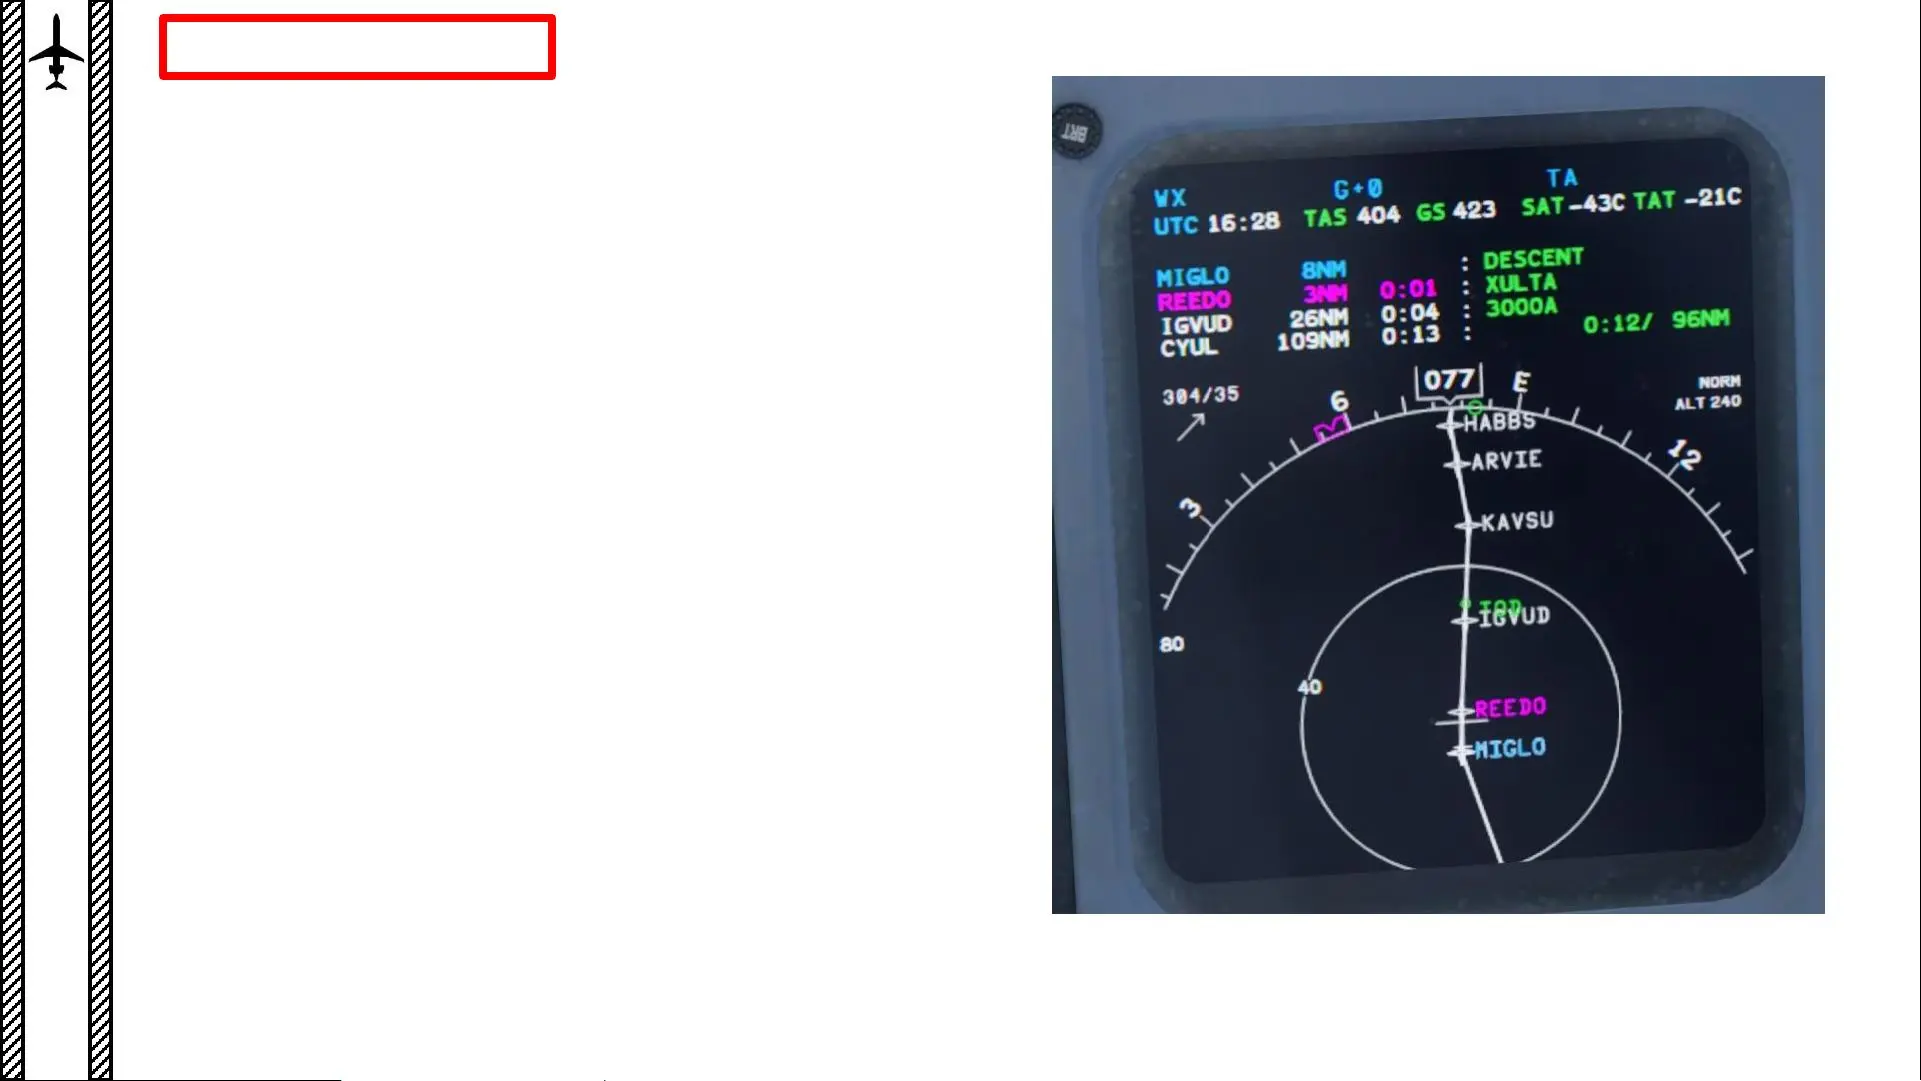 BRT
WX G+0 TA
UTC 16:28 TAS 404 GS 423 SAT -43C TAT -21C
MIGLO 8NM : DESCENT
REEDO 3NM 0:01 : XULTA
IGVUD 26NM 0:04 : 3000A
CYUL 109NM 0:13 : 0:12/ 96NM
304/35
077
NORM
ALT 240
3
6
E
12
HABBS
ARVIE
KAVSU
TOD
IGVUD
80
40
REEDO
MIGLO